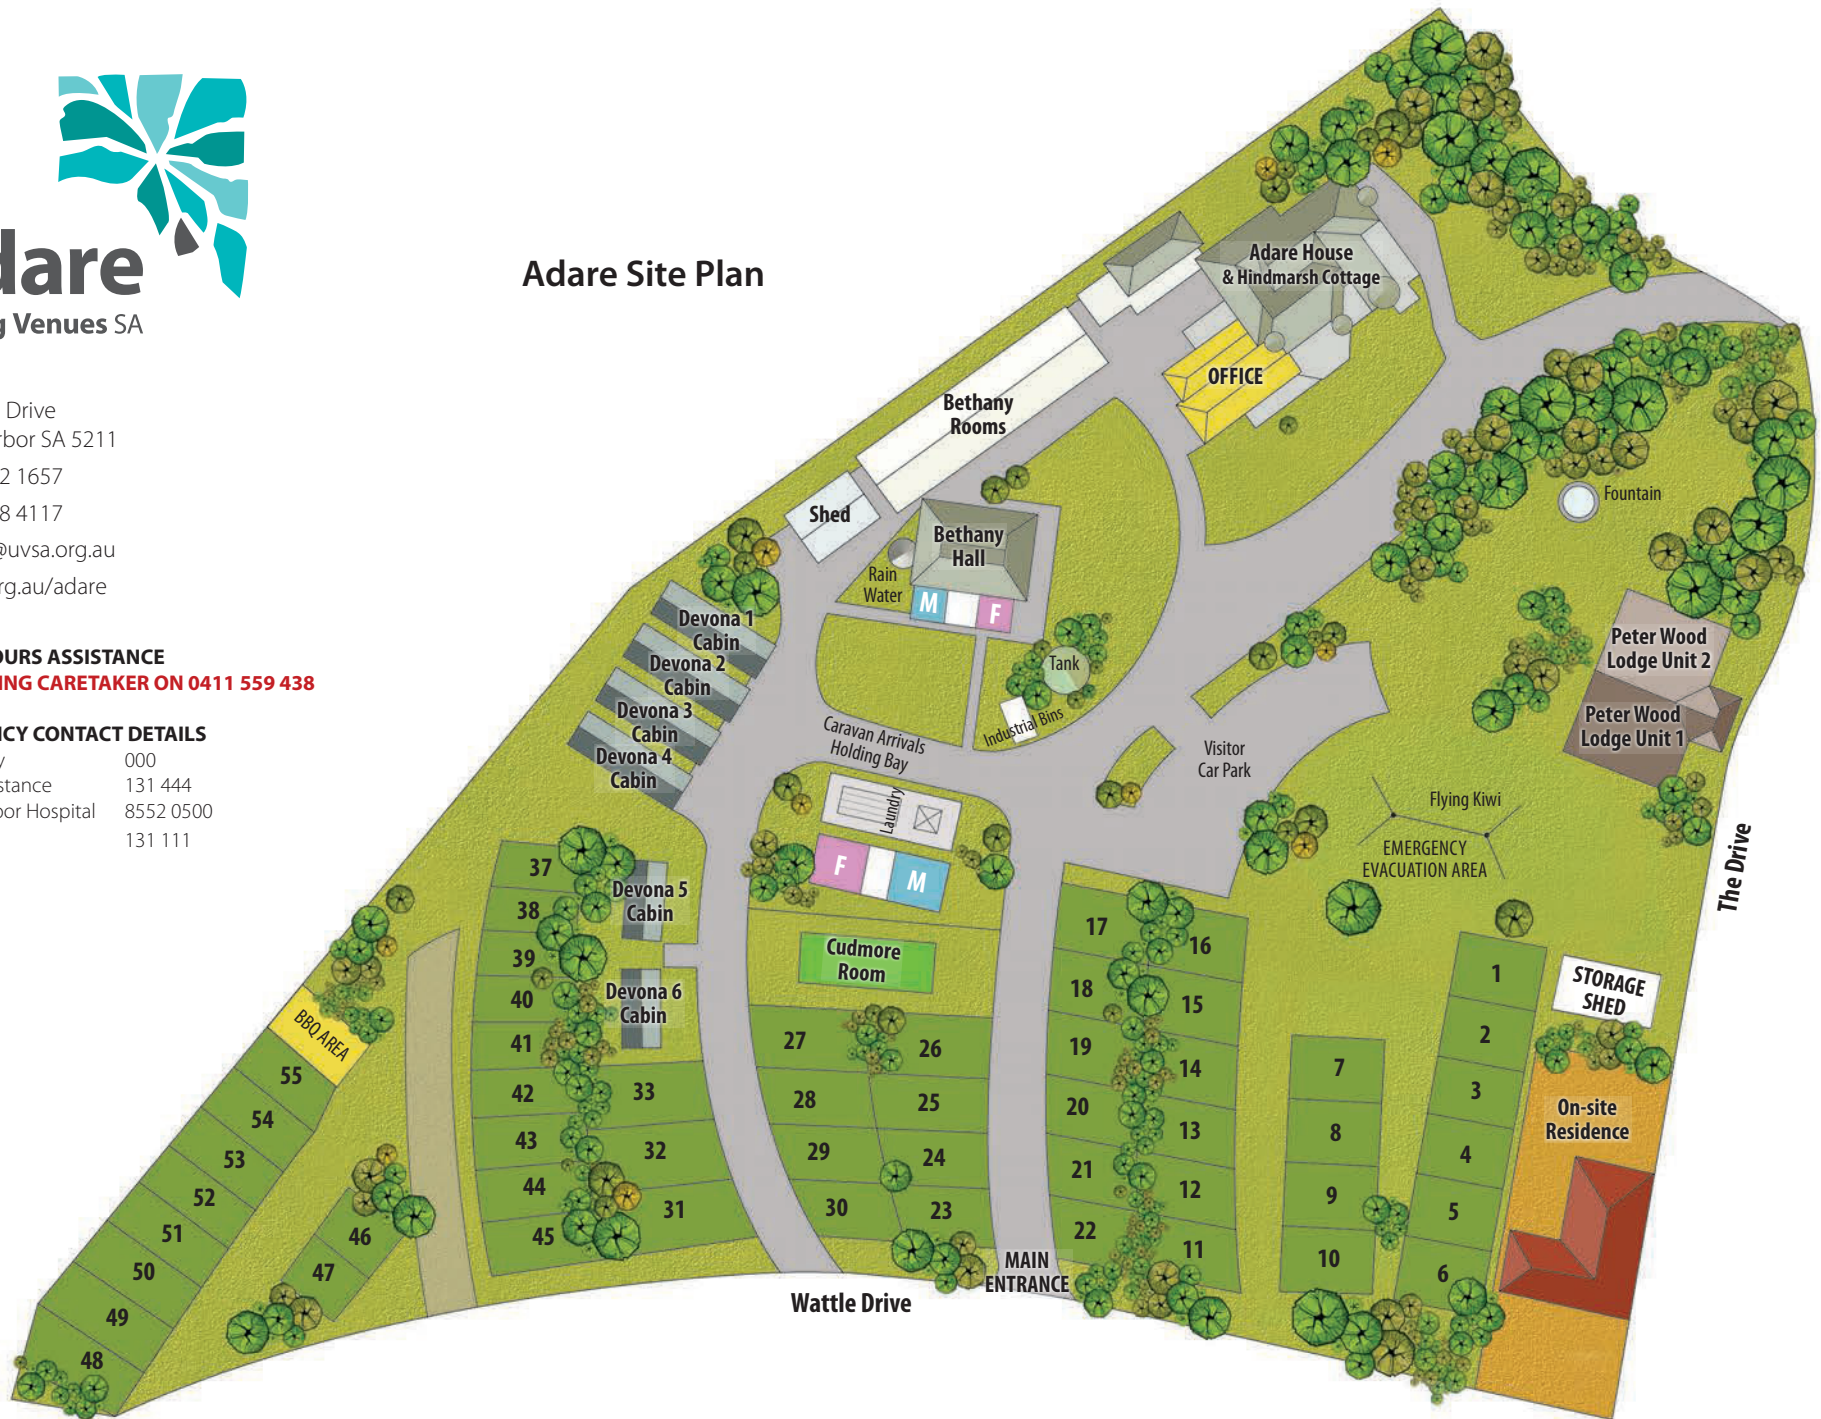 dare
g Venues SA
Drive
rbor SA 5211
2 1657
8 4117
@uvsa.org.au
rg.au/adare
OURS ASSISTANCE
ING CARETAKER ON 0411 559 438
NCY CONTACT DETAILS
y 000
istance 131 444
bor Hospital 8552 0500
131 111
Adare Site Plan
Adare House
& Hindmarsh Cottage
OFFICE
Bethany
Rooms
Shed
Bethany
Hall
Rain
Water
M
F
Fountain
Devona 1
Cabin
Devona 2
Cabin
Devona 3
Cabin
Devona 4
Cabin
Tank
Industrial Bins
Caravan Arrivals
Holding Bay
Visitor
Car Park
Peter Wood
Lodge Unit 2
Peter Wood
Lodge Unit 1
Flying Kiwi
EMERGENCY
EVACUATION AREA
The Drive
Laundry
F
M
Devona 5
Cabin
Devona 6
Cabin
Cudmore
Room
STORAGE
SHED
On-site
Residence
BBQ AREA
MAIN
ENTRANCE
Wattle Drive
1
2
3
4
5
6
7
8
9
10
11
12
13
14
15
16
17
18
19
20
21
22
23
24
25
26
27
28
29
30
31
32
33
37
38
39
40
41
42
43
44
45
46
47
48
49
50
51
52
53
54
55